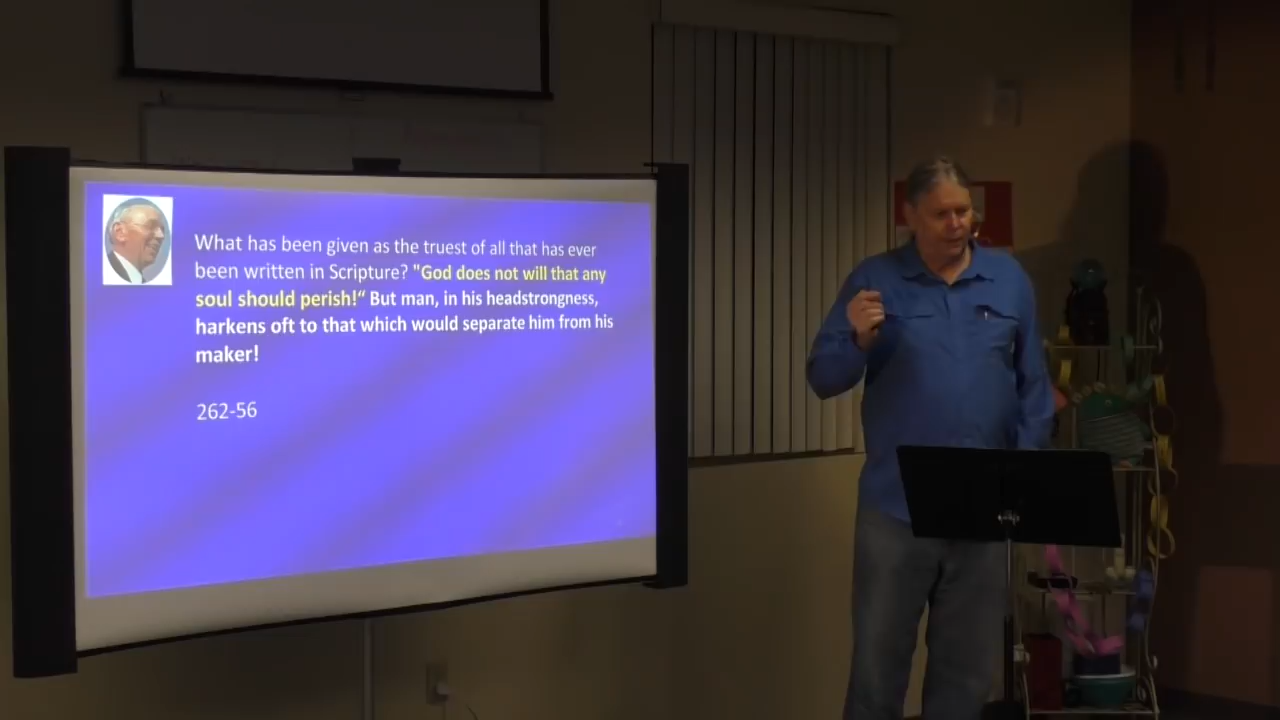 What has been given as the truest of all that has ever
been written in Scripture? "God does not will that any
soul should perish!“ But man, in his headstrongness,
harkens oft to that which would separate him from his
maker!
262-56